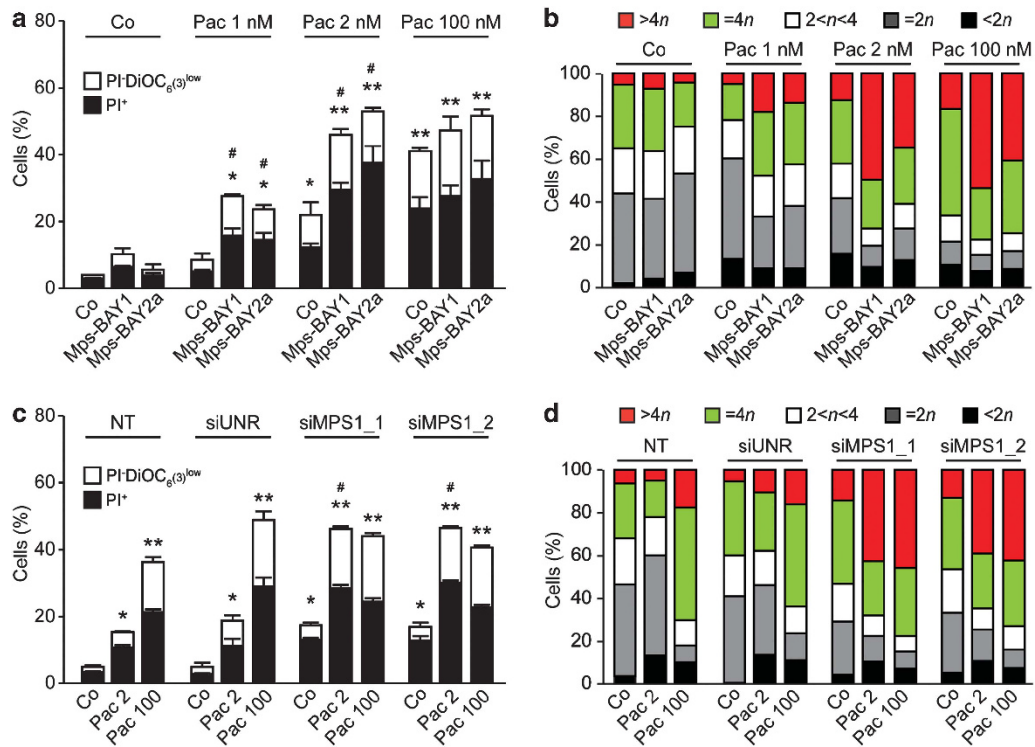 a
Co Pac 1 nM Pac 2 nM Pac 100 nM
80
60
40
20
0
Cells (%)
PI⁻DiOC6(3)low
PI⁺
# * # * * # ** # ** ** ** **
Co Mps-BAY1 Mps-BAY2a Co Mps-BAY1 Mps-BAY2a Co Mps-BAY1 Mps-BAY2a Co Mps-BAY1 Mps-BAY2a
b
>4n =4n 2<n<4 =2n <2n
Co Pac 1 nM Pac 2 nM Pac 100 nM
100
80
60
40
20
0
Cells (%)
Co Mps-BAY1 Mps-BAY2a Co Mps-BAY1 Mps-BAY2a Co Mps-BAY1 Mps-BAY2a Co Mps-BAY1 Mps-BAY2a
c
NT siUNR siMPS1_1 siMPS1_2
80
60
40
20
0
Cells (%)
PI⁻DiOC6(3)low
PI⁺
* ** * ** * # ** ** * # ** **
Co Pac 2 Pac 100 Co Pac 2 Pac 100 Co Pac 2 Pac 100 Co Pac 2 Pac 100
d
>4n =4n 2<n<4 =2n <2n
NT siUNR siMPS1_1 siMPS1_2
100
80
60
40
20
0
Cells (%)
Co Pac 2 Pac 100 Co Pac 2 Pac 100 Co Pac 2 Pac 100 Co Pac 2 Pac 100